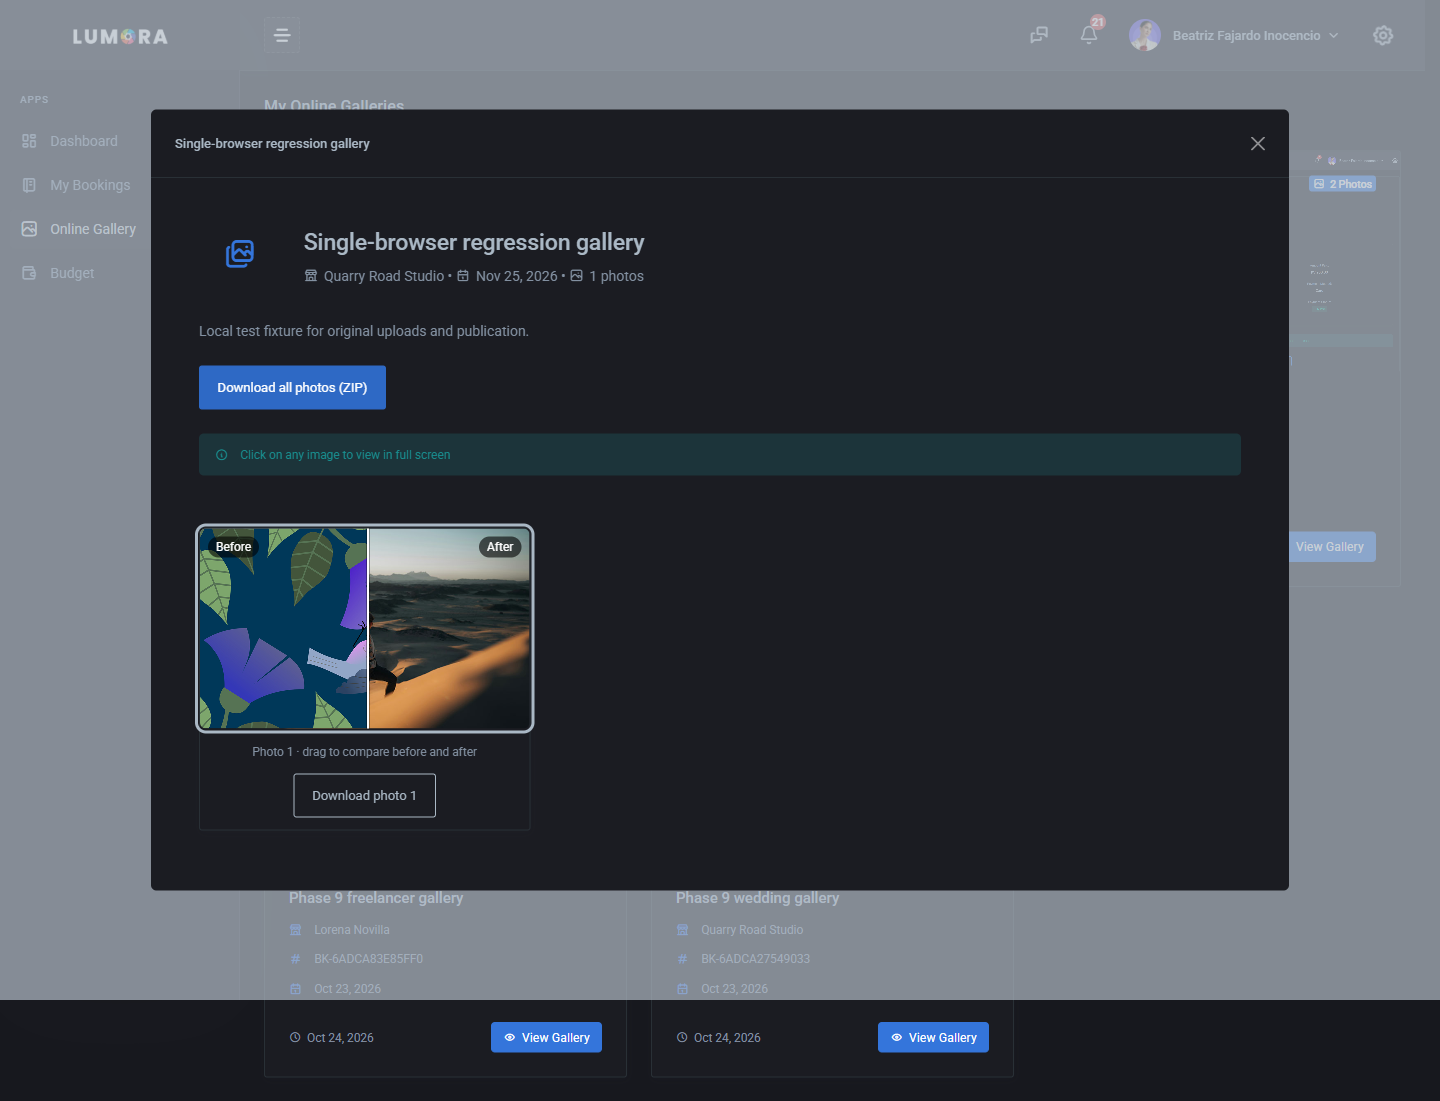 LUMORA
21
Beatriz Fajardo Inocencio
APPS
Dashboard
My Bookings
Online Gallery
Budget
My Online Galleries
Single-browser regression gallery
2 Photos
Single-browser regression gallery
Quarry Road Studio • Nov 25, 2026 • 1 photos
Local test fixture for original uploads and publication.
Download all photos (ZIP)
Click on any image to view in full screen
Before
After
View Gallery
Photo 1 · drag to compare before and after
Download photo 1
Phase 9 freelancer gallery
Lorena Novilla
# BK-6ADCA83E85FF0
Oct 23, 2026
Oct 24, 2026
View Gallery
Phase 9 wedding gallery
Quarry Road Studio
# BK-6ADCA27549033
Oct 23, 2026
Oct 24, 2026
View Gallery